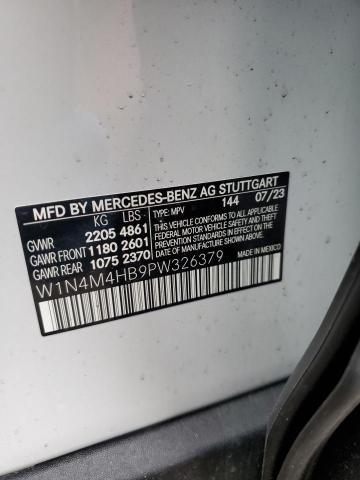 MFD BY MERCEDES-BENZ AG STUTTGART
KG LBS TYPE: MPV 144 07/23
GVWR 2205 4861
GAWR FRONT 1180 2601
GAWR REAR 1075 2370
THIS VEHICLE CONFORMS TO ALL APPLICABLE
FEDERAL MOTOR VEHICLE SAFETY, BUMPER, AND THEFT
PREVENTION STANDARDS IN EFFECT ON THE
DATE OF MANUFACTURE SHOWN ABOVE.
MADE IN MEXICO
W1N4M4HB9PW326379